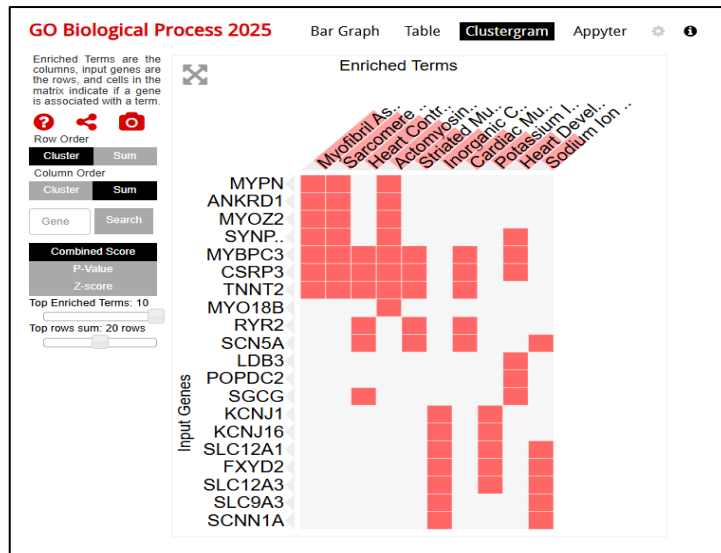 GO Biological Process 2025
Bar Graph
Table
Clustergram
Appyter
Enriched Terms are the
columns, input genes are
the rows, and cells in the
matrix indicate if a gene
is associated with a term.
Row Order
Cluster
Sum
Column Order
Cluster
Sum
Gene
Search
Combined Score
P-Value
Z-score
Top Enriched Terms: 10
Top rows sum: 20 rows
Enriched Terms
Myofibril As..
Sarcomere ..
Heart Contr..
Actomyosin..
Striated Mu..
Inorganic C..
Cardiac Mu..
Potassium I..
Heart Devel..
Sodium Ion ..
Input Genes
MYPN
ANKRD1
MYOZ2
SYNP..
MYBPC3
CSRP3
TNNT2
MYO18B
RYR2
SCN5A
LDB3
POPDC2
SGCG
KCNJ1
KCNJ16
SLC12A1
FXYD2
SLC12A3
SLC9A3
SCNN1A